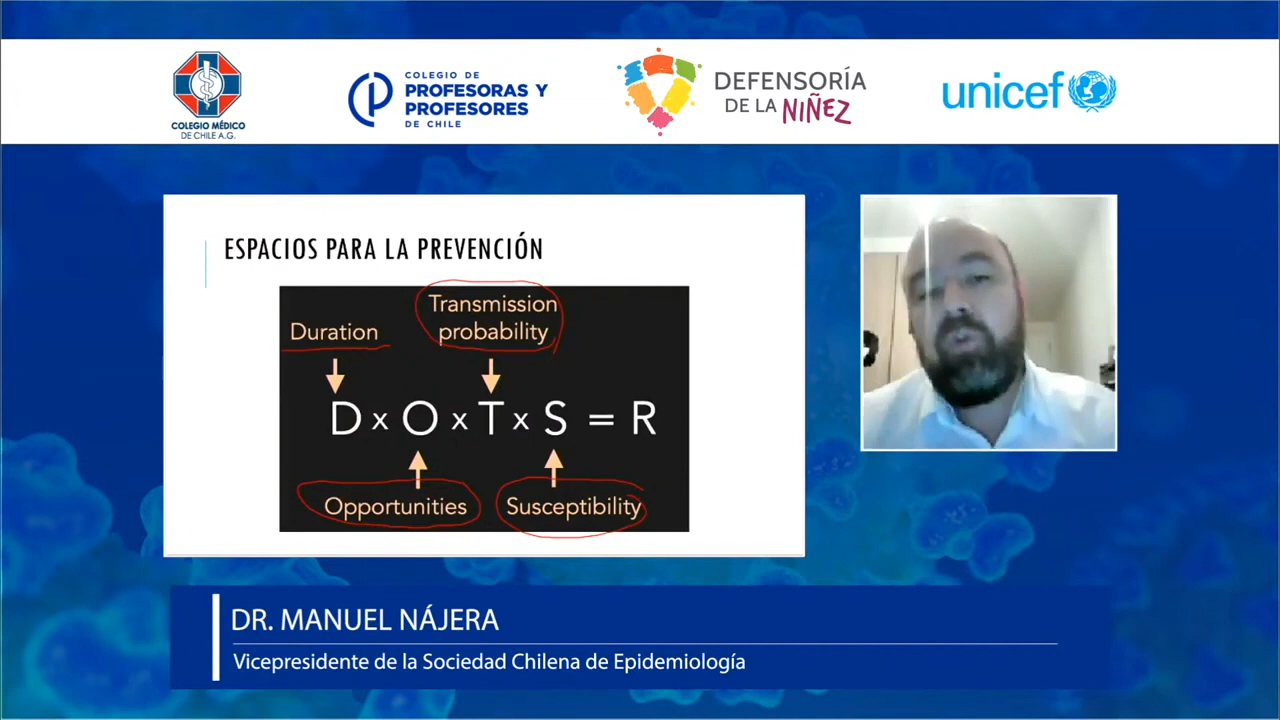 COLEGIO MÉDICO
DE CHILE A.G.
COLEGIO DE
PROFESORAS Y
PROFESORES
DE CHILE
DEFENSORÍA
DE LA NIÑEZ
unicef
ESPACIOS PARA LA PREVENCIÓN
Transmission
probability
Duration
D x O x T x S = R
Opportunities
Susceptibility
DR. MANUEL NÁJERA
Vicepresidente de la Sociedad Chilena de Epidemiología